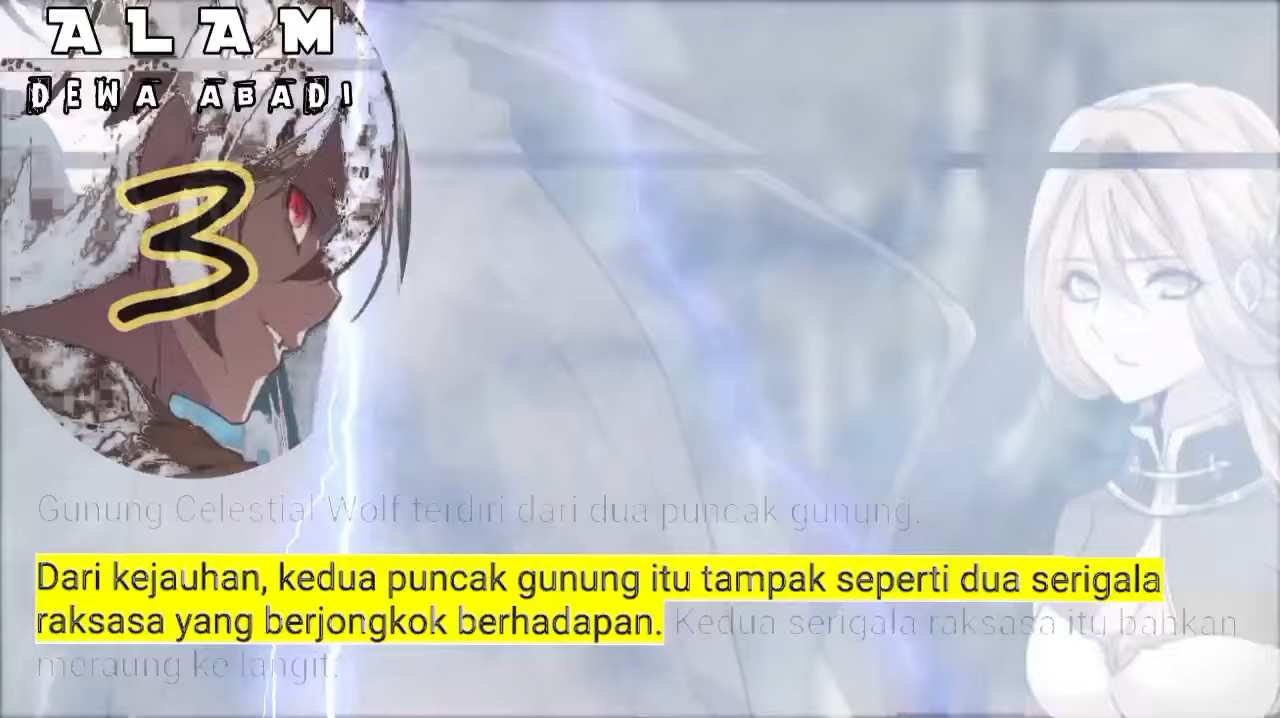 ALAM
DEWA ABADI
3
Gunung Celestial Wolf terdiri dari dua puncak gunung.
Dari kejauhan, kedua puncak gunung itu tampak seperti dua serigala
raksasa yang berjongkok berhadapan. Kedua serigala raksasa itu bahkan
meraung ke langit.